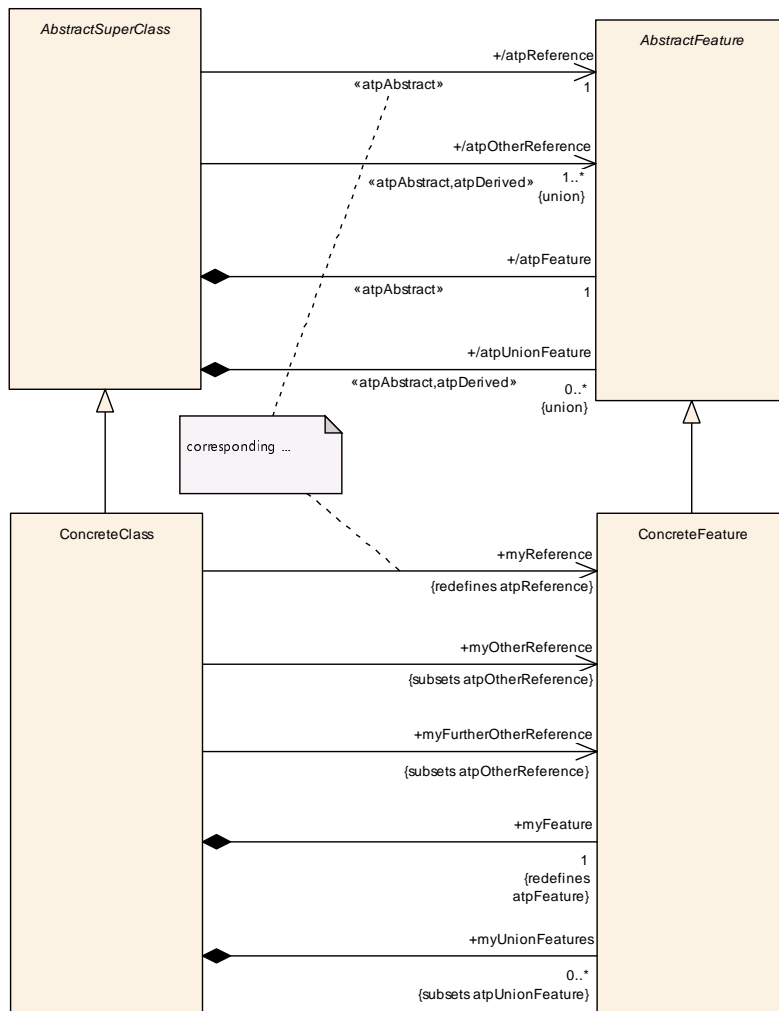 AbstractSuperClass
AbstractFeature
+/atpReference
«atpAbstract»
1
+/atpOtherReference
«atpAbstract,atpDerived»
1..*
{union}
+/atpFeature
«atpAbstract»
1
+/atpUnionFeature
«atpAbstract,atpDerived»
0..*
{union}
corresponding ...
ConcreteClass
ConcreteFeature
+myReference
{redefines atpReference}
+myOtherReference
{subsets atpOtherReference}
+myFurtherOtherReference
{subsets atpOtherReference}
+myFeature
1
{redefines
atpFeature}
+myUnionFeatures
0..*
{subsets atpUnionFeature}